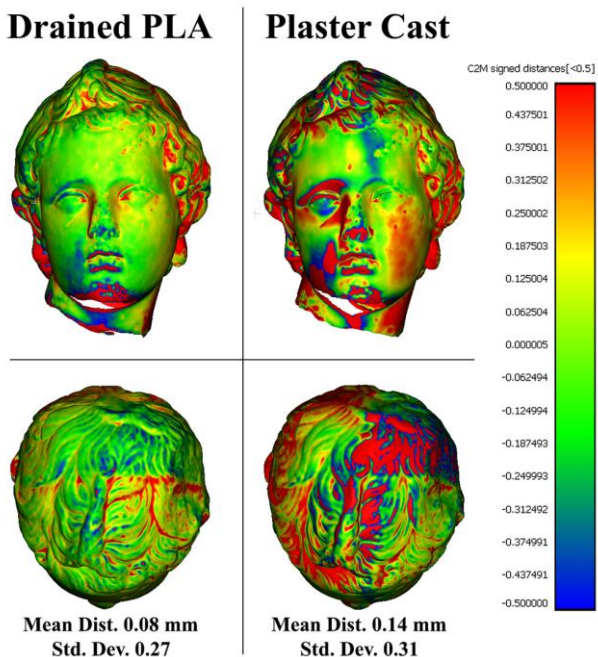 Drained PLA
Plaster Cast
C2M signed distances[<0.5]
0.500000
0.437501
0.375001
0.312502
0.250002
0.187503
0.125004
0.062504
0.000005
-0.062494
-0.124994
-0.187493
-0.249993
-0.312492
-0.374991
-0.437491
-0.500000
Mean Dist. 0.08 mm
Std. Dev. 0.27
Mean Dist. 0.14 mm
Std. Dev. 0.31